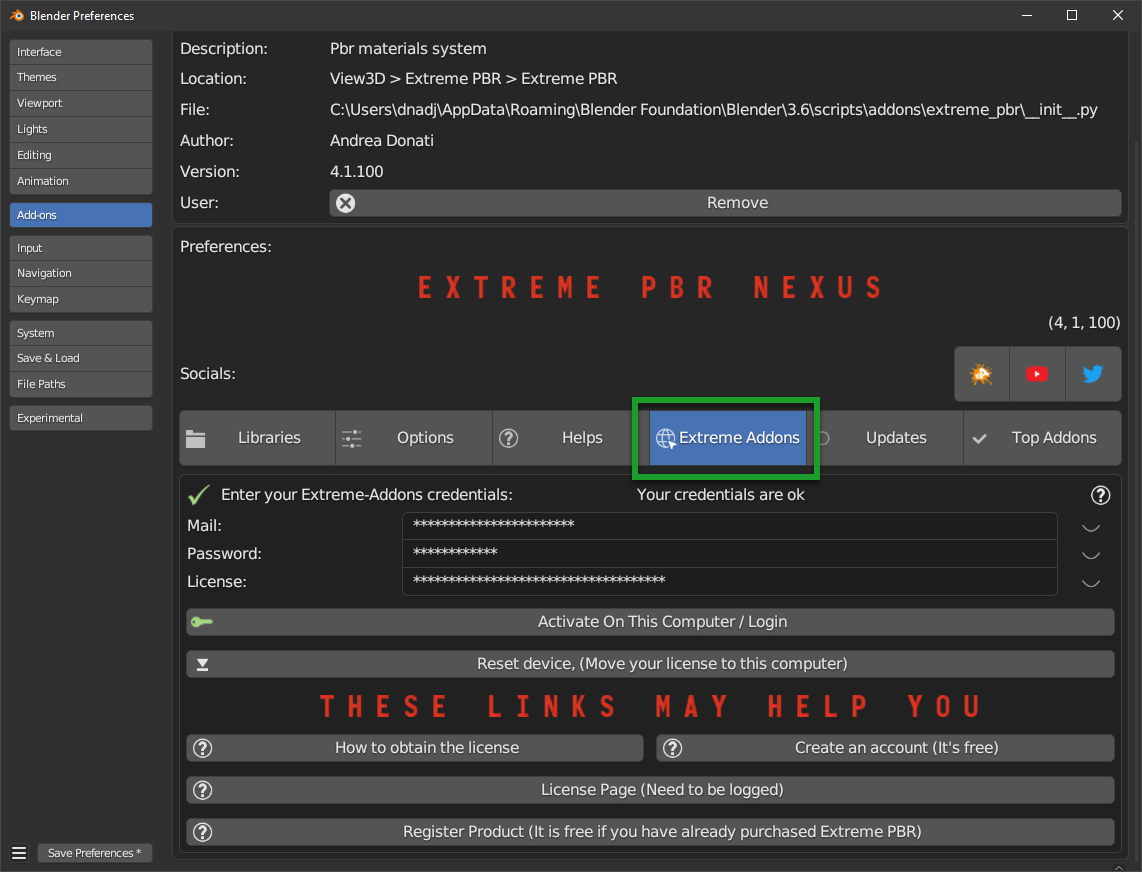 Blender Preferences
Interface
Themes
Viewport
Lights
Editing
Animation
Add-ons
Input
Navigation
Keymap
System
Save & Load
File Paths
Experimental
Save Preferences *
Description: Pbr materials system
Location: View3D > Extreme PBR > Extreme PBR
File: C:\Users\dnadj\AppData\Roaming\Blender Foundation\Blender\3.6\scripts\addons\extreme_pbr\__init__.py
Author: Andrea Donati
Version: 4.1.100
User: Remove
Preferences:
EXTREME PBR NEXUS
(4, 1, 100)
Socials:
Libraries Options Helps Extreme Addons Updates Top Addons
Enter your Extreme-Addons credentials: Your credentials are ok
Mail: ***********************
Password: ************
License: ************************************
Activate On This Computer / Login
Reset device, (Move your license to this computer)
THESE LINKS MAY HELP YOU
How to obtain the license Create an account (It's free)
License Page (Need to be logged)
Register Product (It is free if you have already purchased Extreme PBR)